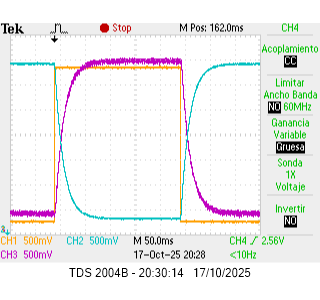 Tek Stop M Pos: 162.0ms CH4
Acoplamiento
CC
Limitar
Ancho Banda
NO 60MHz
Ganancia
Variable
Gruesa
Sonda
1X
Voltaje
Invertir
NO
CH1 500mV CH2 500mV M 50.0ms CH4 2.56V
CH3 500mV 17-Oct-25 20:28 <10Hz
TDS 2004B - 20:30:14 17/10/2025